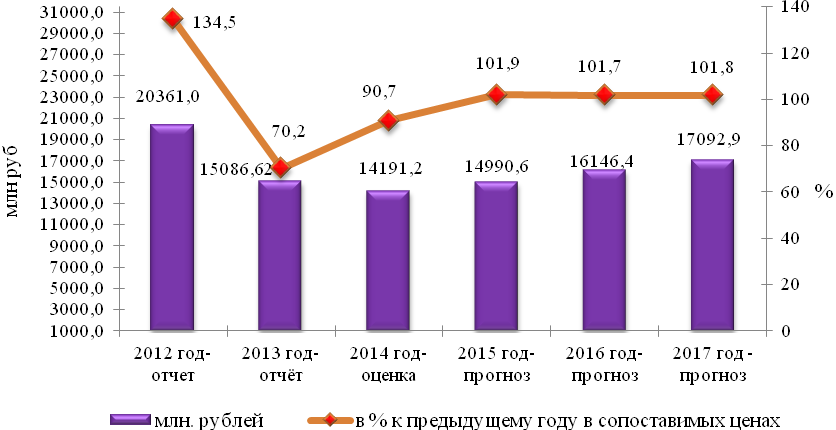 млн руб
31000,0
29000,0
27000,0
25000,0
23000,0
21000,0
19000,0
17000,0
15000,0
13000,0
11000,0
9000,0
7000,0
5000,0
3000,0
1000,0
134,5
70,2
90,7
101,9
101,7
101,8
20361,0
15086,62
14191,2
14990,6
16146,4
17092,9
140
120
100
80
60
40
20
0
%
2012 год-
отчет
2013 год-
отчёт
2014 год-
оценка
2015 год-
прогноз
2016 год-
прогноз
2017 год -
прогноз
млн. рублей
в % к предыдущему году в сопоставимых ценах